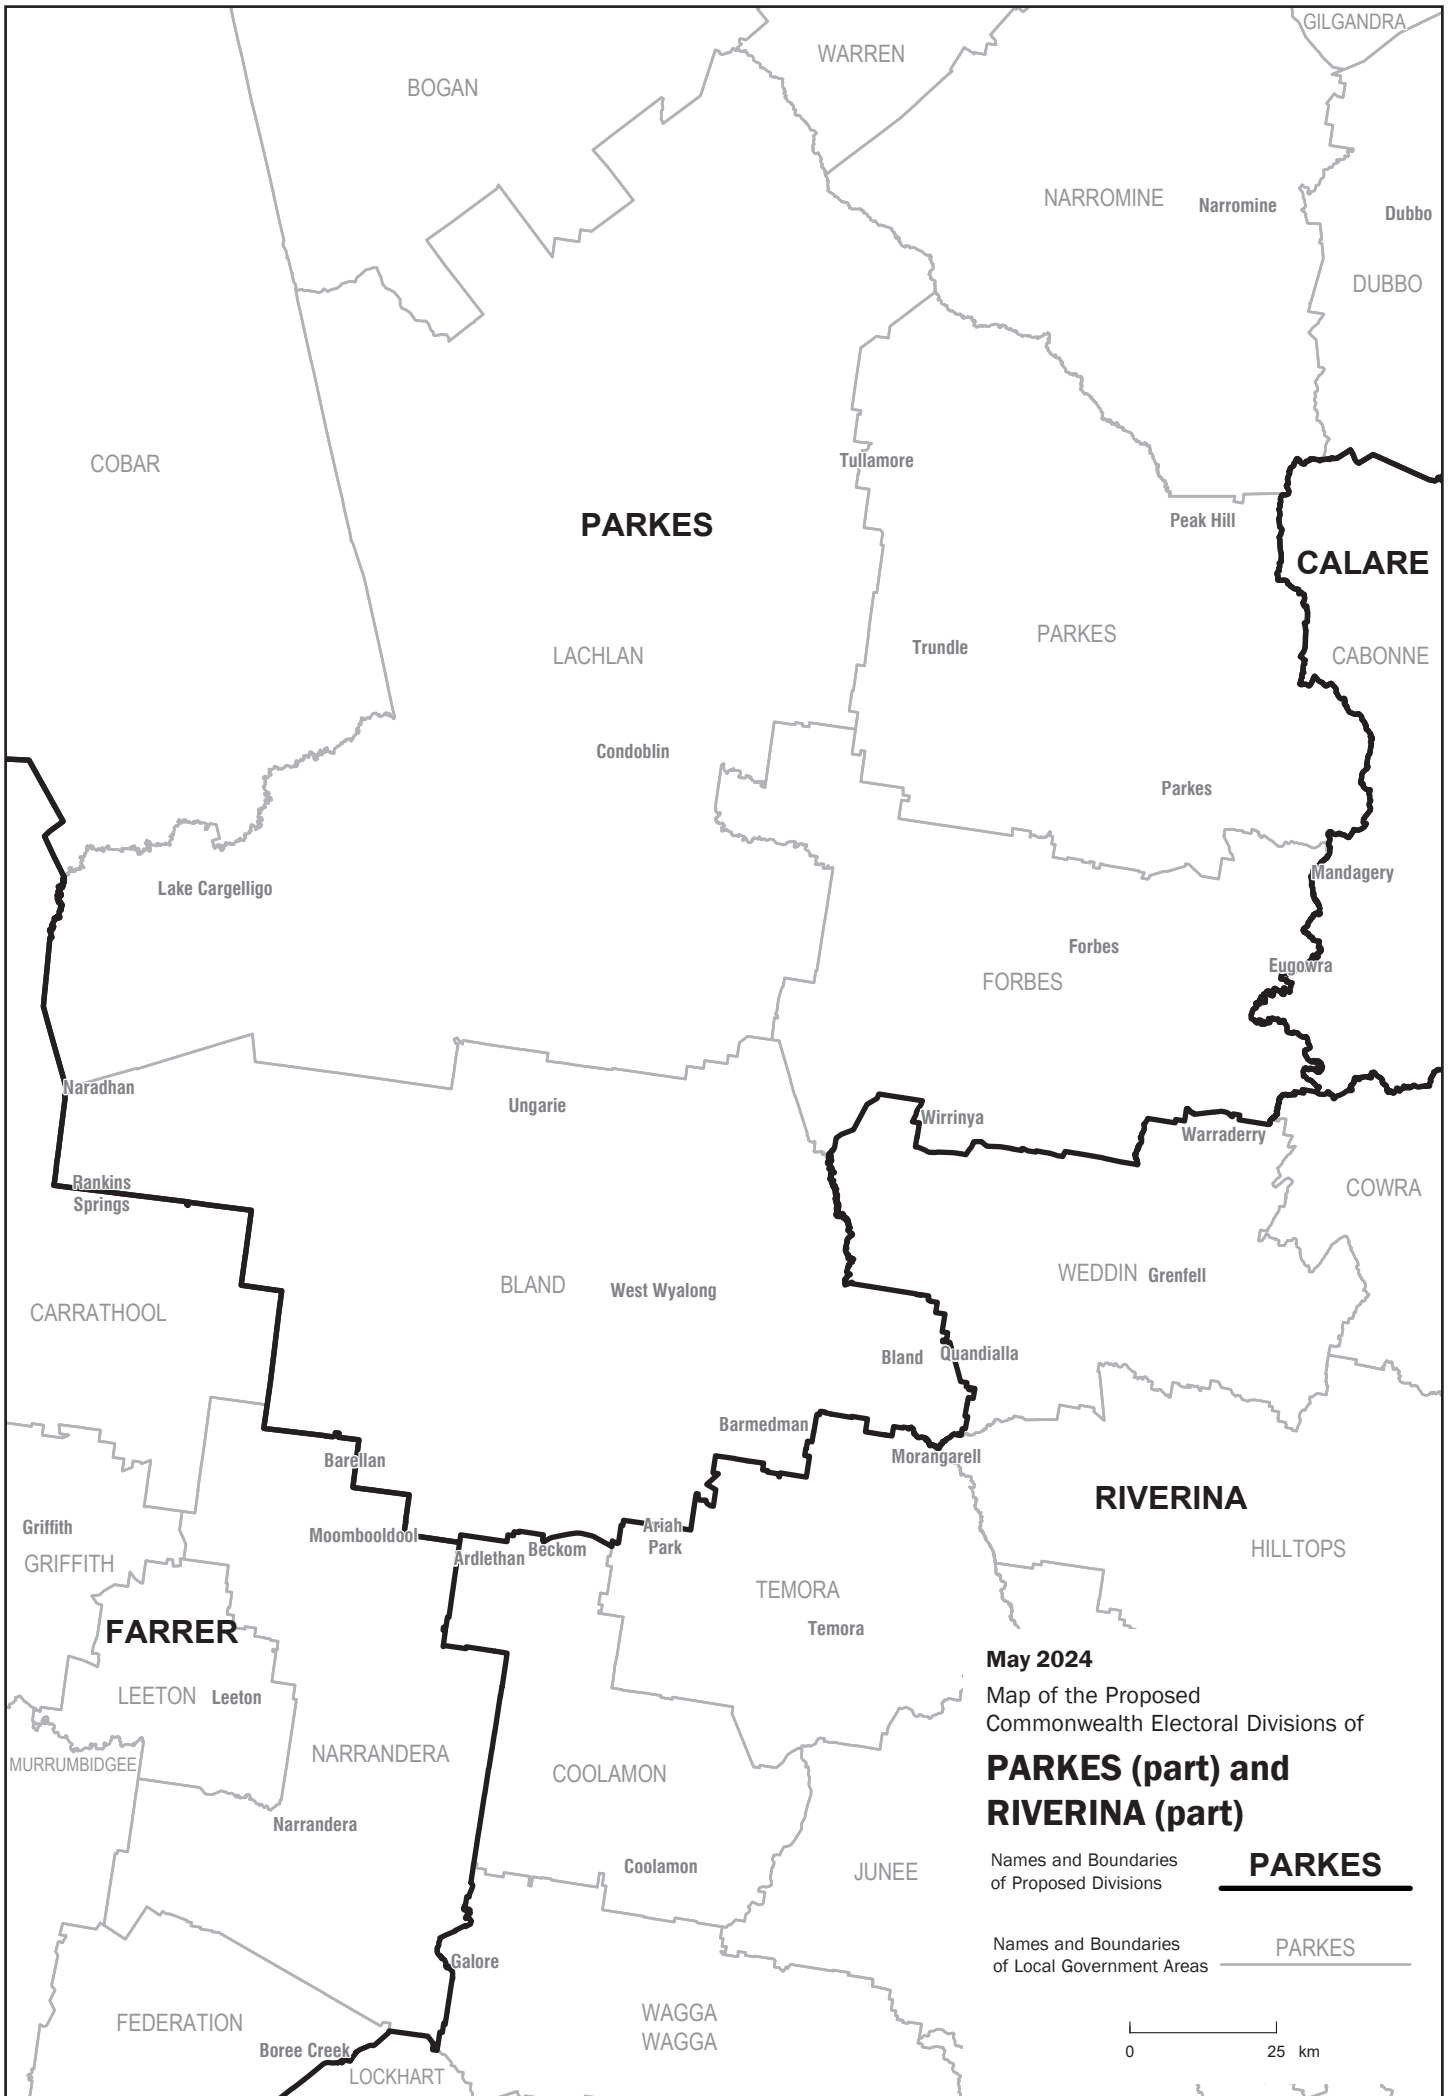 GILGANDRA
WARREN
BOGAN
NARROMINE
Narromine
Dubbo
DUBBO
COBAR
Tullamore
PARKES
Peak Hill
CALARE
PARKES
Trundle
LACHLAN
CABONNE
Condoblin
Parkes
Mandagery
Lake Cargelligo
Forbes
Eugowra
FORBES
Naradhan
Ungarie
Wirrinya
Warraderry
Rankins
Springs
COWRA
WEDDIN
Grenfell
BLAND
West Wyalong
CARRATHOOL
Bland
Quandialla
Barmedman
Morangarell
Barellan
RIVERINA
Griffith
Moombooldool
Ariah
Park
Ardlethan
Beckom
HILLTOPS
GRIFFITH
TEMORA
Temora
FARRER
LEETON
Leeton
NARRANDERA
MURRUMBIDGEE
COOLAMON
Narrandera
Coolamon
JUNEE
Galore
FEDERATION
WAGGA
WAGGA
Boree Creek
LOCKHART
May 2024
Map of the Proposed
Commonwealth Electoral Divisions of
PARKES (part) and
RIVERINA (part)
Names and Boundaries
of Proposed Divisions
PARKES
Names and Boundaries
of Local Government Areas
PARKES
0 25 km